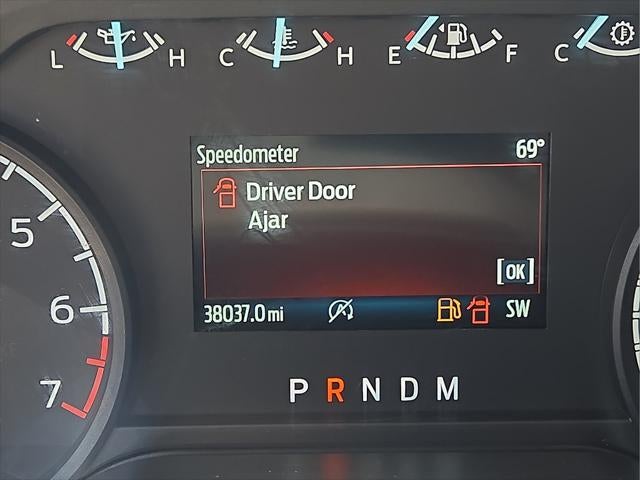 L H C H E F C
Speedometer 69°
Driver Door
Ajar
[OK]
38037.0 mi SW
5
6
7
P R N D M